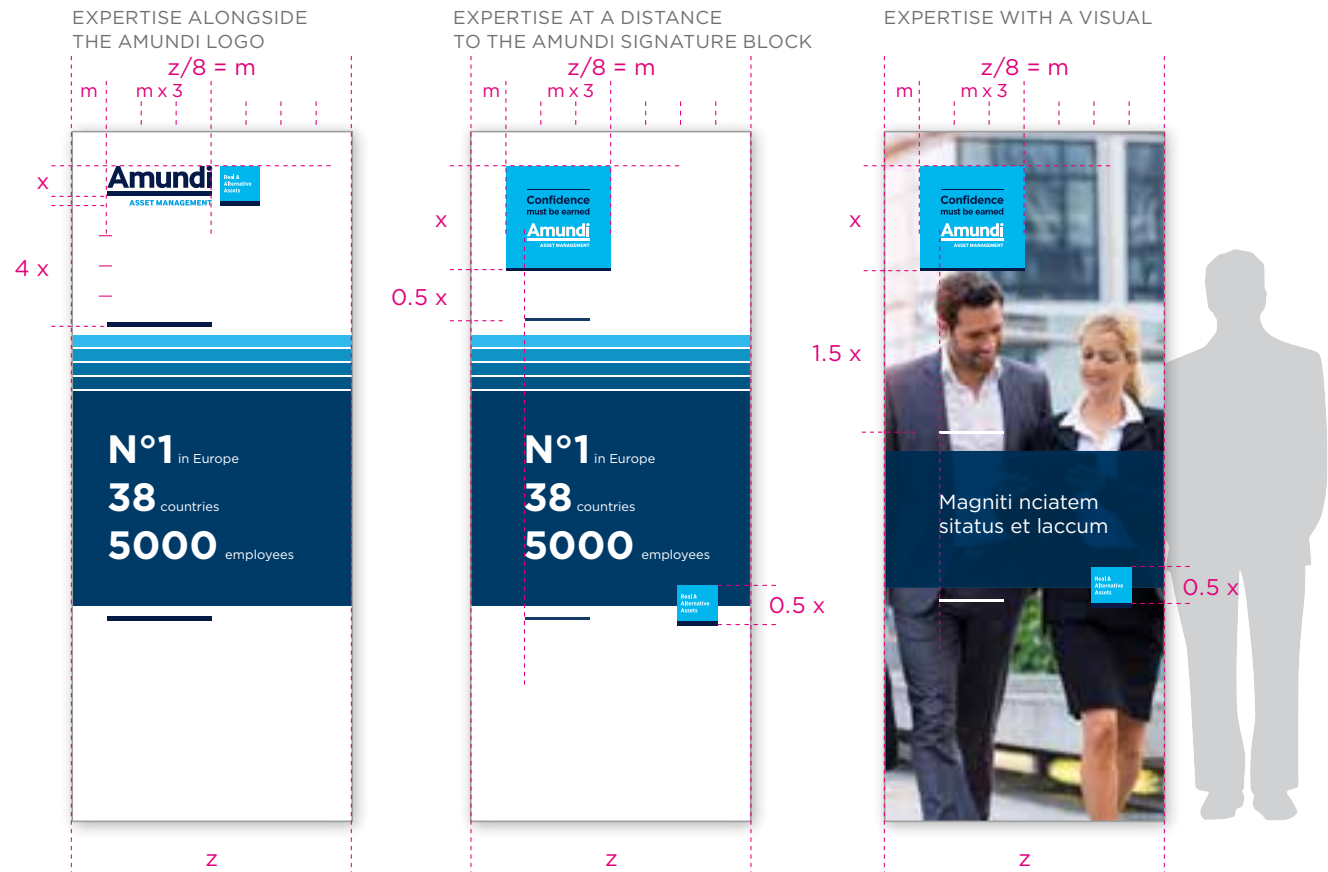 EXPERTISE ALONGSIDE
THE AMUNDI LOGO
z/8 = m
m
m x 3
x
4 x
Amundi
ASSET MANAGEMENT
Real &
Alternative
Assets
N°1 in Europe
38 countries
5000 employees
z
EXPERTISE AT A DISTANCE
TO THE AMUNDI SIGNATURE BLOCK
z/8 = m
m
m x 3
x
0.5 x
Confidence
must be earned
Amundi
ASSET MANAGEMENT
N°1 in Europe
38 countries
5000 employees
Real &
Alternative
Assets
0.5 x
z
EXPERTISE WITH A VISUAL
z/8 = m
m
m x 3
x
1.5 x
Confidence
must be earned
Amundi
ASSET MANAGEMENT
Magniti nciatem
sitatus et laccum
Real &
Alternative
Assets
0.5 x
z